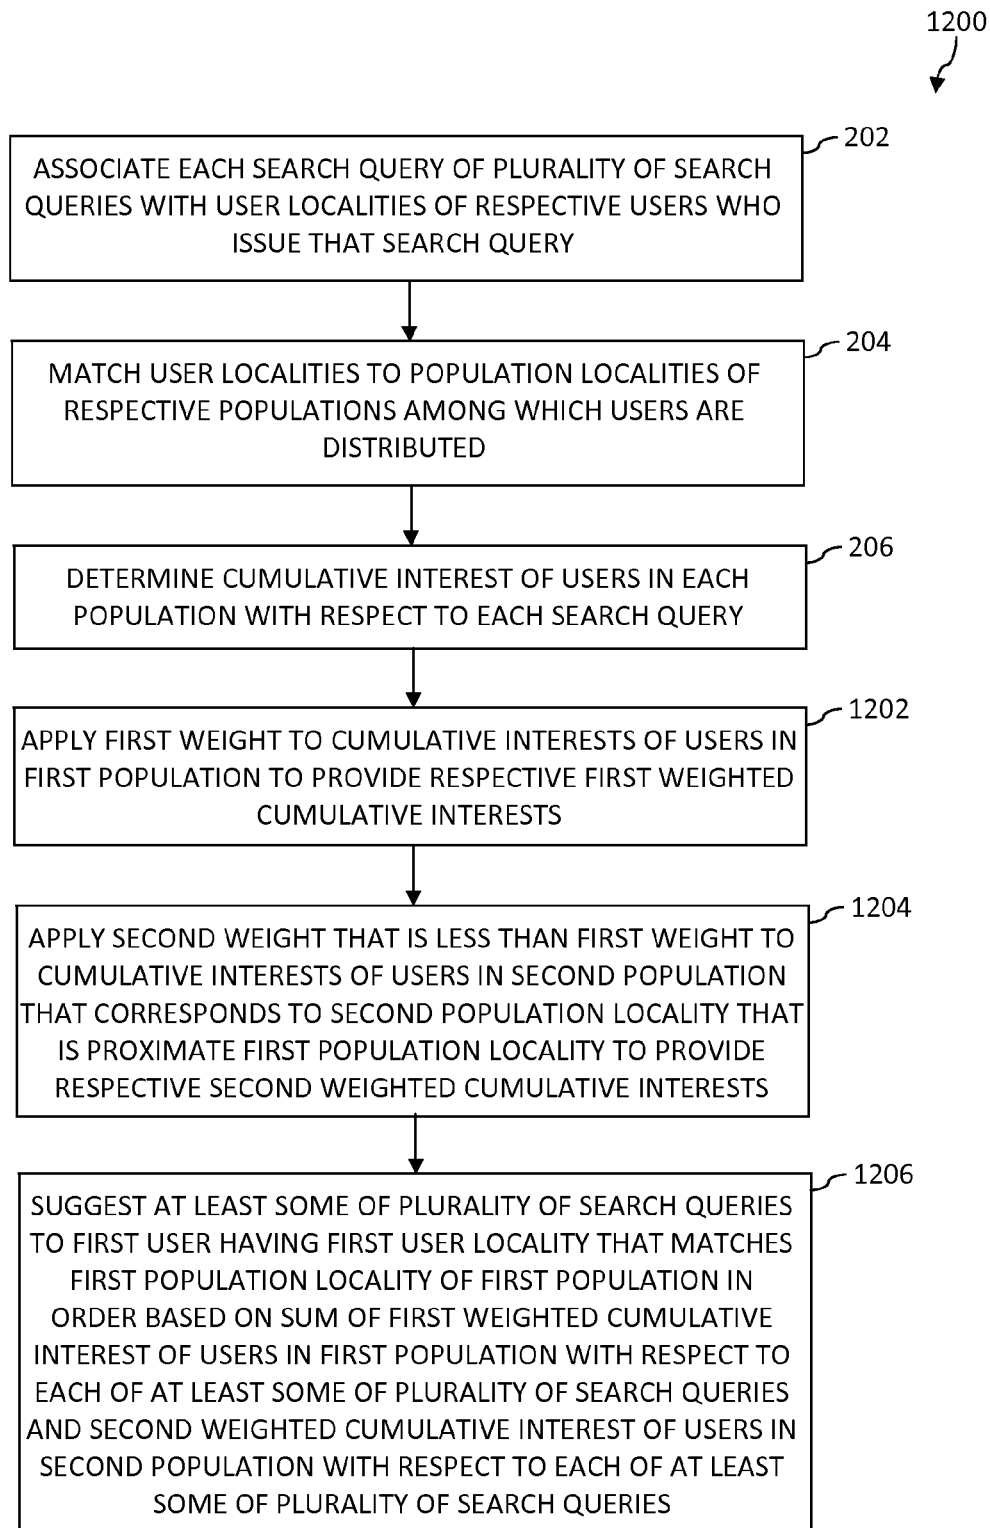 1200
202
ASSOCIATE EACH SEARCH QUERY OF PLURALITY OF SEARCH
QUERIES WITH USER LOCALITIES OF RESPECTIVE USERS WHO
ISSUE THAT SEARCH QUERY
204
MATCH USER LOCALITIES TO POPULATION LOCALITIES OF
RESPECTIVE POPULATIONS AMONG WHICH USERS ARE
DISTRIBUTED
206
DETERMINE CUMULATIVE INTEREST OF USERS IN EACH
POPULATION WITH RESPECT TO EACH SEARCH QUERY
1202
APPLY FIRST WEIGHT TO CUMULATIVE INTERESTS OF USERS IN
FIRST POPULATION TO PROVIDE RESPECTIVE FIRST WEIGHTED
CUMULATIVE INTERESTS
1204
APPLY SECOND WEIGHT THAT IS LESS THAN FIRST WEIGHT TO
CUMULATIVE INTERESTS OF USERS IN SECOND POPULATION
THAT CORRESPONDS TO SECOND POPULATION LOCALITY THAT
IS PROXIMATE FIRST POPULATION LOCALITY TO PROVIDE
RESPECTIVE SECOND WEIGHTED CUMULATIVE INTERESTS
1206
SUGGEST AT LEAST SOME OF PLURALITY OF SEARCH QUERIES
TO FIRST USER HAVING FIRST USER LOCALITY THAT MATCHES
FIRST POPULATION LOCALITY OF FIRST POPULATION IN
ORDER BASED ON SUM OF FIRST WEIGHTED CUMULATIVE
INTEREST OF USERS IN FIRST POPULATION WITH RESPECT TO
EACH OF AT LEAST SOME OF PLURALITY OF SEARCH QUERIES
AND SECOND WEIGHTED CUMULATIVE INTEREST OF USERS IN
SECOND POPULATION WITH RESPECT TO EACH OF AT LEAST
SOME OF PLURALITY OF SEARCH QUERIES